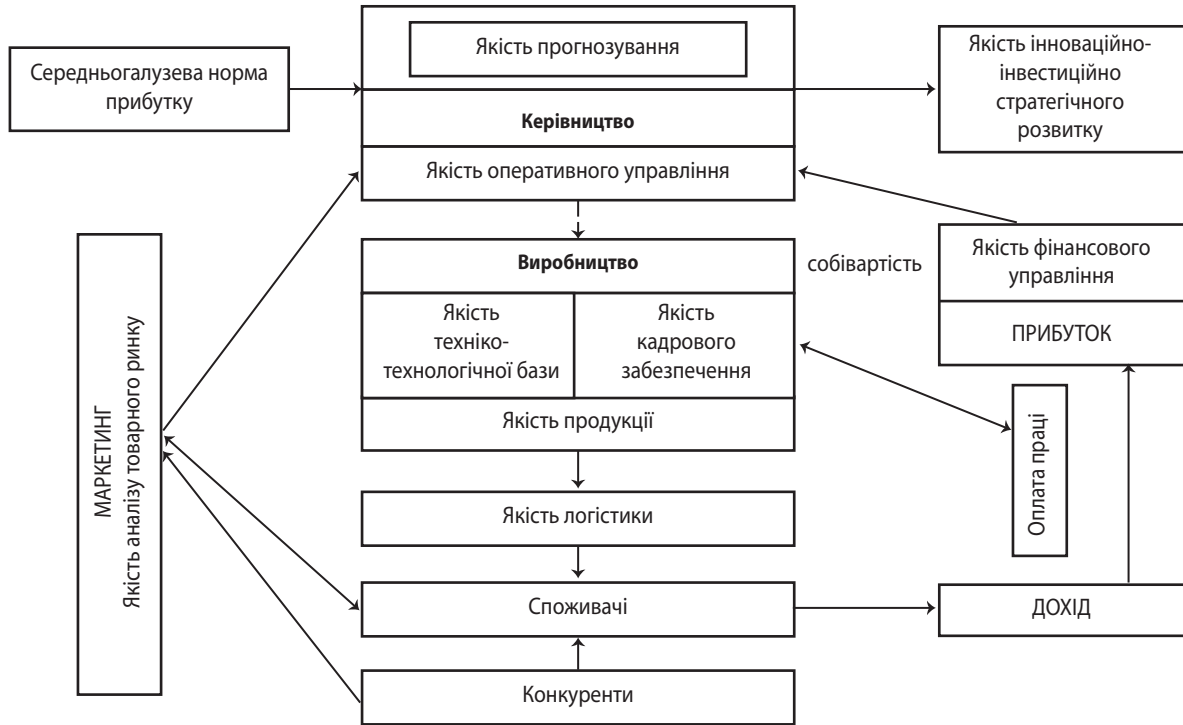 Якість прогнозування
Середньогалузева норма
прибутку
Якість інноваційно-
інвестиційно
стратегічного
розвитку
Керівництво
Якість оперативного управління
МАРКЕТИНГ
Якість аналізу товарного ринку
Виробництво
собівартість
Якість фінансового
управління
Якість
техніко-
технологічної бази
Якість
кадрового
забезпечення
ПРИБУТОК
Якість продукції
Оплата праці
Якість логістики
Споживачі
ДОХІД
Конкуренти